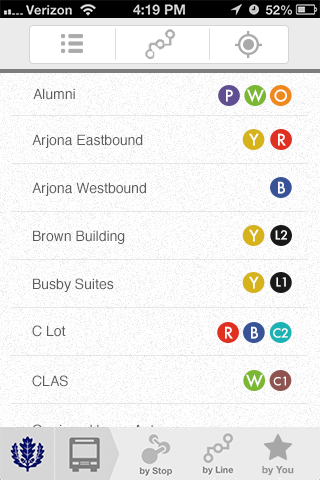 Verizon 4:19 PM 52%
Alumni P W O
Arjona Eastbound Y R
Arjona Westbound B
Brown Building Y L2
Busby Suites Y L1
C Lot R B C2
CLAS W C1
by Stop by Line by You